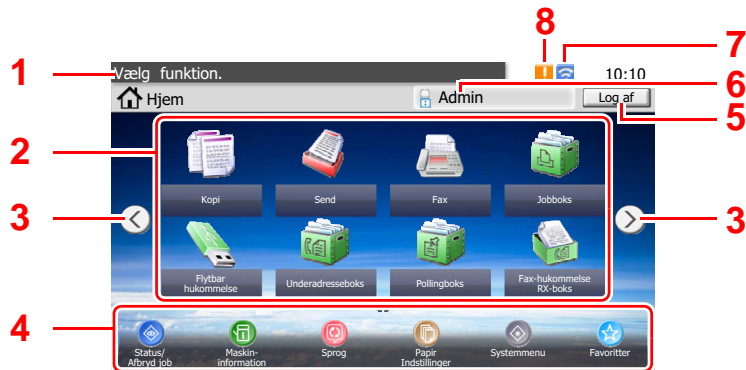 8
7
1
Vælg funktion.
!
10:10
6
Hjem
Admin
Log af
5
2
Kopi
Send
Fax
Jobboks
3
3
Flytbar
hukommelse
Underadresseboks
Pollingboks
Fax-hukommelse
RX-boks
4
Status/
Afbryd job
Maskin-
information
Sprog
Papir
Indstillinger
Systemmenu
Favoritter